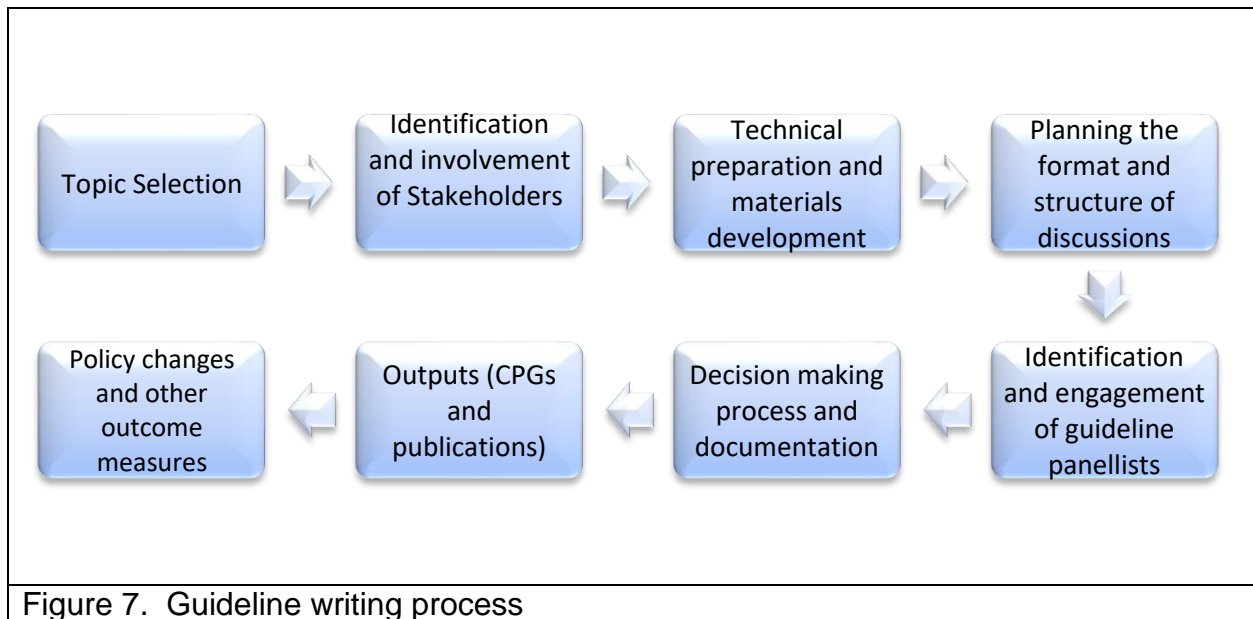 Topic Selection
Identification
and involvement
of Stakeholders
Technical
preparation and
materials
development
Planning the
format and
structure of
discussions
Identification
and engagement
of guideline
panellists
Decision making
process and
documentation
Outputs (CPGs
and
publications)
Policy changes
and other
outcome
measures
Figure 7.  Guideline writing process